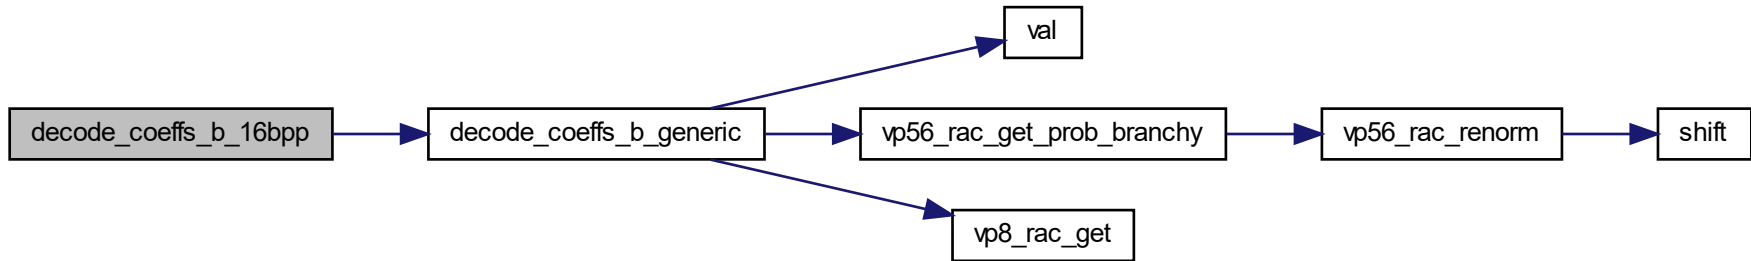 val
decode_coeffs_b_16bpp
decode_coeffs_b_generic
vp56_rac_get_prob_branchy
vp56_rac_renorm
shift
vp8_rac_get